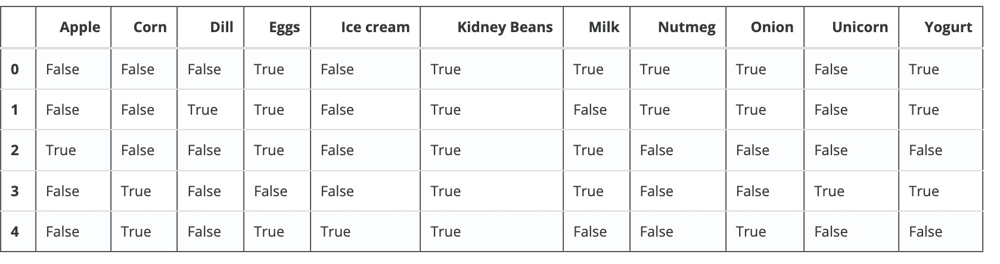 Apple Corn Dill Eggs Ice cream Kidney Beans Milk Nutmeg Onion Unicorn Yogurt
0 False False False True False True True True True False True
1 False False True True False True False True True False True
2 True False False True False True True False False False False
3 False True False False False True True False False True True
4 False True False True True True False False True False False